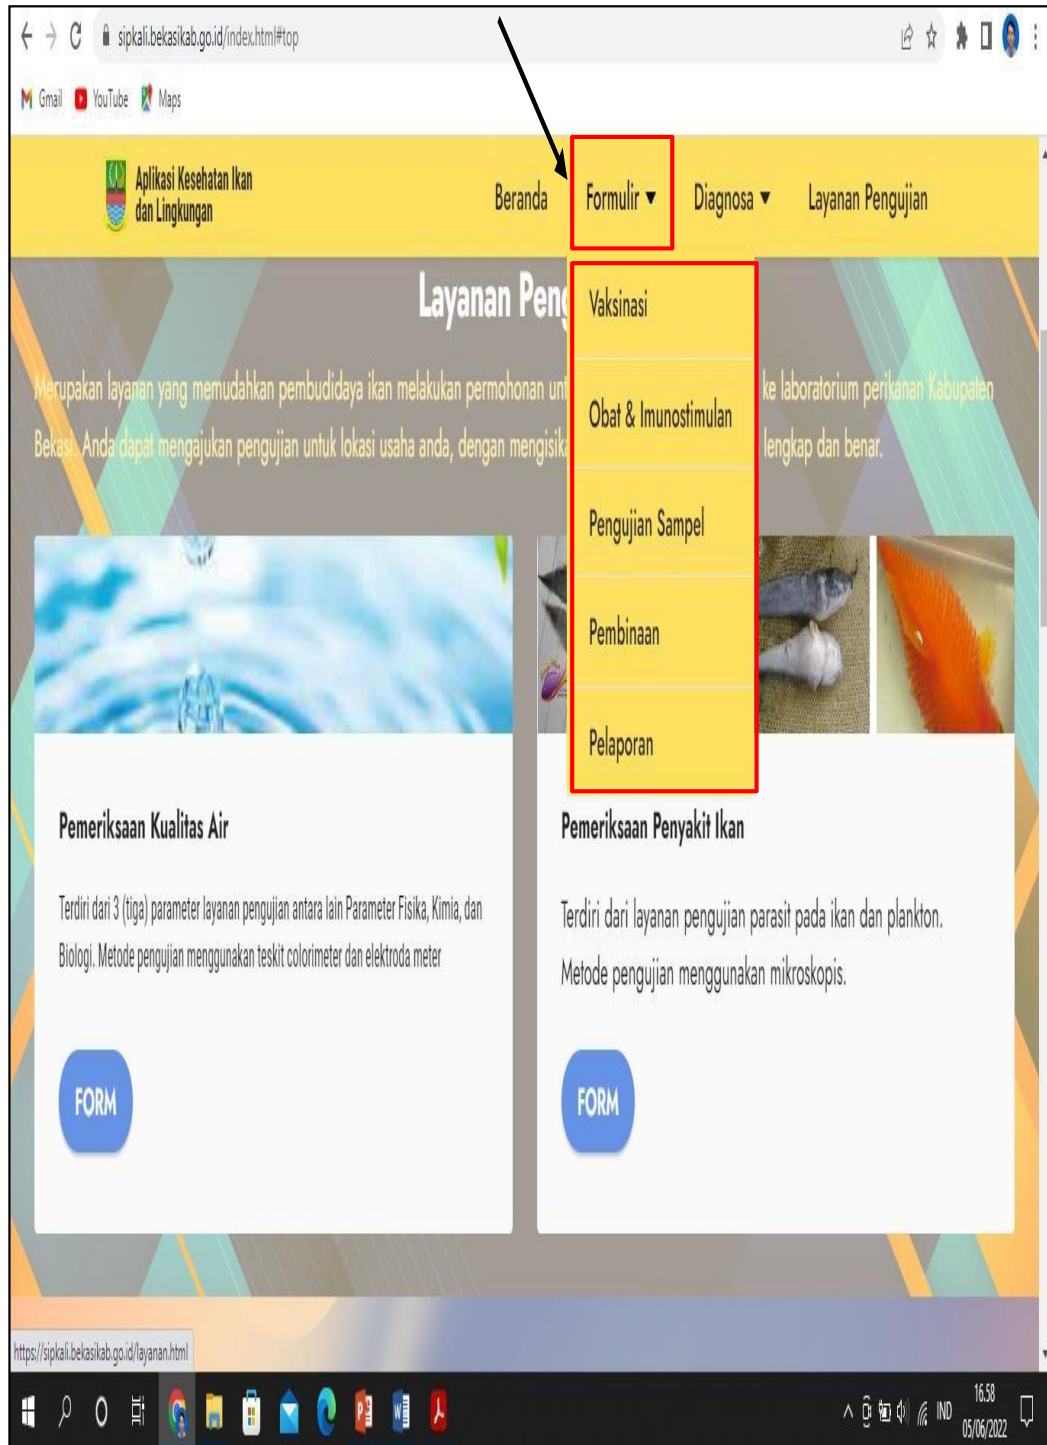 sipkali.bekasikab.go.id/index.html#top
Gmail YouTube Maps
Aplikasi Kesehatan Ikan
dan Lingkungan
Beranda Formulir ▼ Diagnosa ▼ Layanan Pengujian
Layanan Peng
Vaksinasi
Obat & Imunostimulan
Pengujian Sampel
Pembinaan
Pelaporan
Merupakan layanan yang memudahkan pembudidaya ikan melakukan permohonan unt ke laboratorium perikanan Kabupaten
Bekasi. Anda dapat mengajukan pengujian untuk lokasi usaha anda, dengan mengisika lengkap dan benar.
Pemeriksaan Kualitas Air
Terdiri dari 3 (tiga) parameter layanan pengujian antara lain Parameter Fisika, Kimia, dan
Biologi. Metode pengujian menggunakan teskit colorimeter dan elektroda meter
FORM
Pemeriksaan Penyakit Ikan
Terdiri dari layanan pengujian parasit pada ikan dan plankton.
Metode pengujian menggunakan mikroskopis.
FORM
https://sipkali.bekasikab.go.id/layanan.html
IND
16.58
05/06/2022